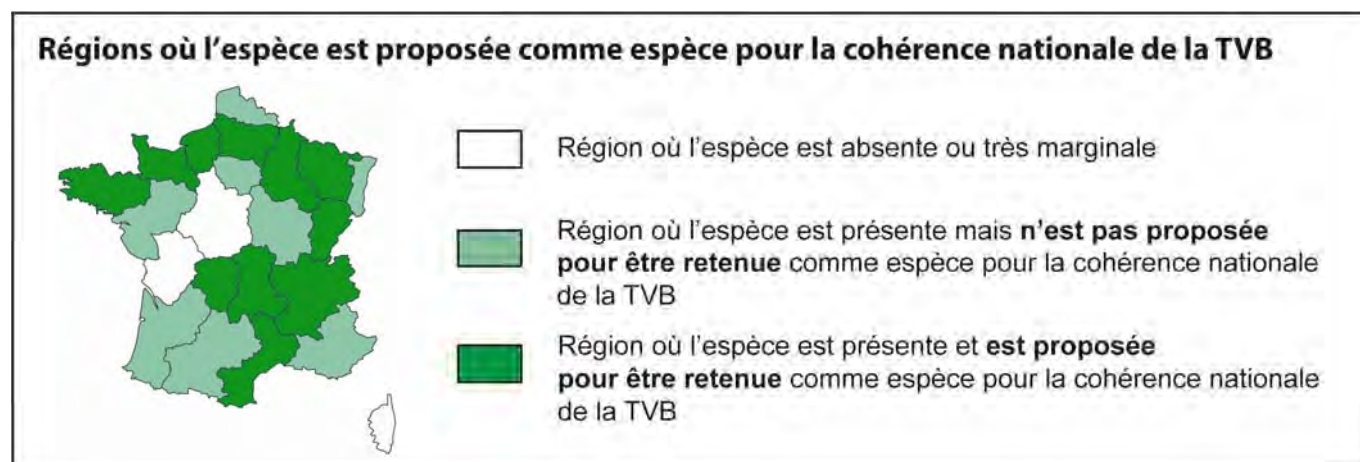 Régions où l'espèce est proposée comme espèce pour la cohérence nationale de la TVB
Région où l'espèce est absente ou très marginale
Région où l'espèce est présente mais n'est pas proposée
pour être retenue comme espèce pour la cohérence nationale
de la TVB
Région où l'espèce est présente et est proposée
pour être retenue comme espèce pour la cohérence nationale
de la TVB